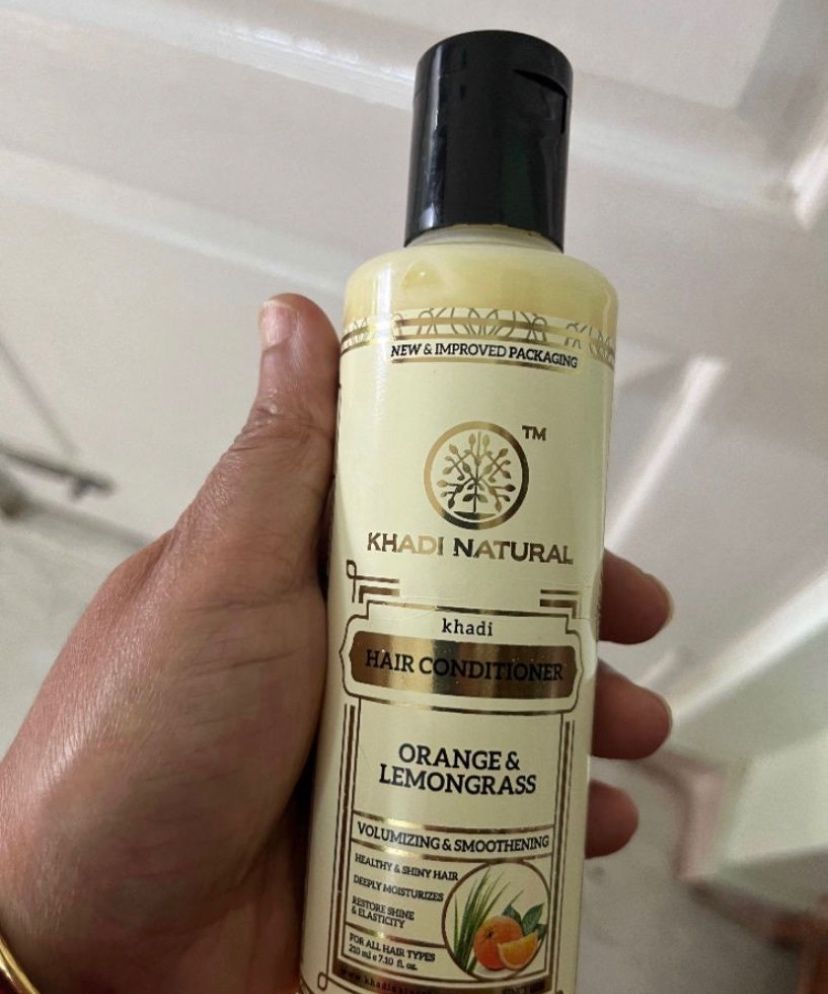 NEW & IMPROVED PACKAGING
TM
KHADI NATURAL
khadi
HAIR CONDITIONER
ORANGE &
LEMONGRASS
VOLUMIZING & SMOOTHENING
HEALTHY & SHINY HAIR
DEEPLY MOISTURIZES
RESTORE SHINE
& ELASTICITY
FOR ALL HAIR TYPES
210 ml e 7.10 fl. oz.